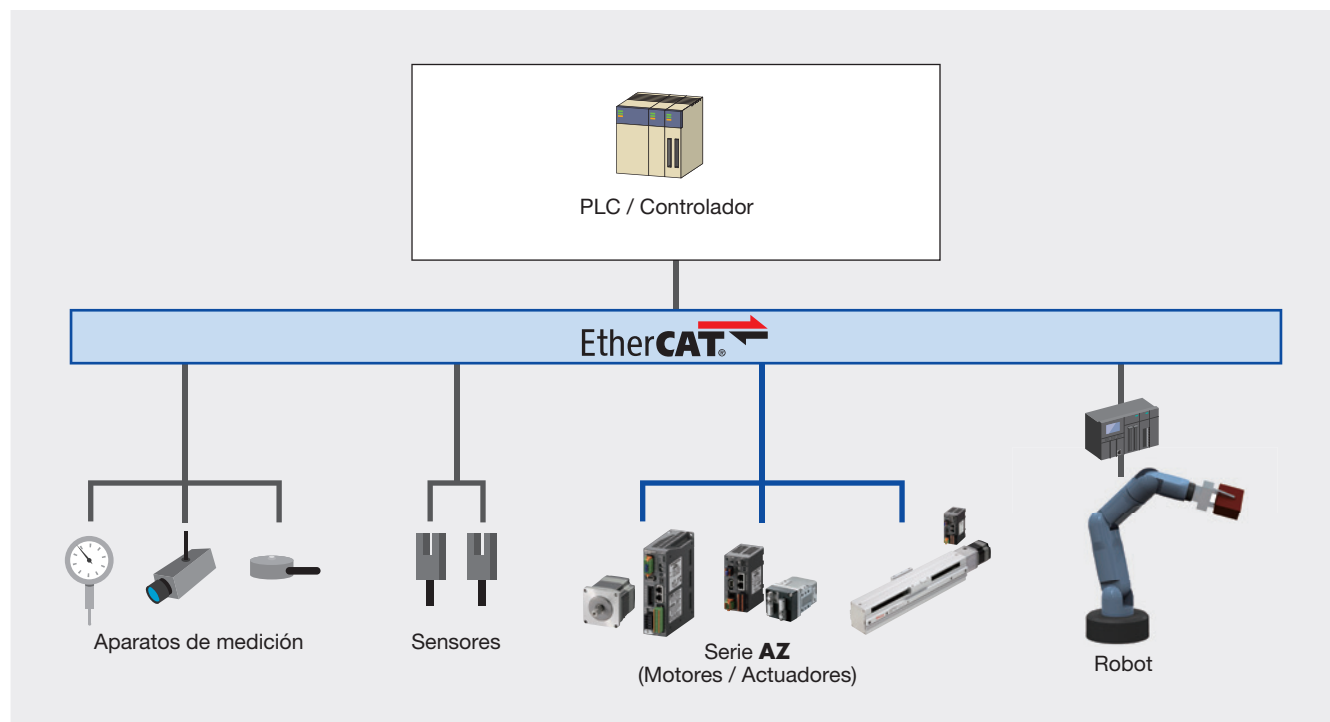 PLC / Controlador
EtherCAT®
Aparatos de medición
Sensores
Serie AZ
(Motores / Actuadores)
Robot